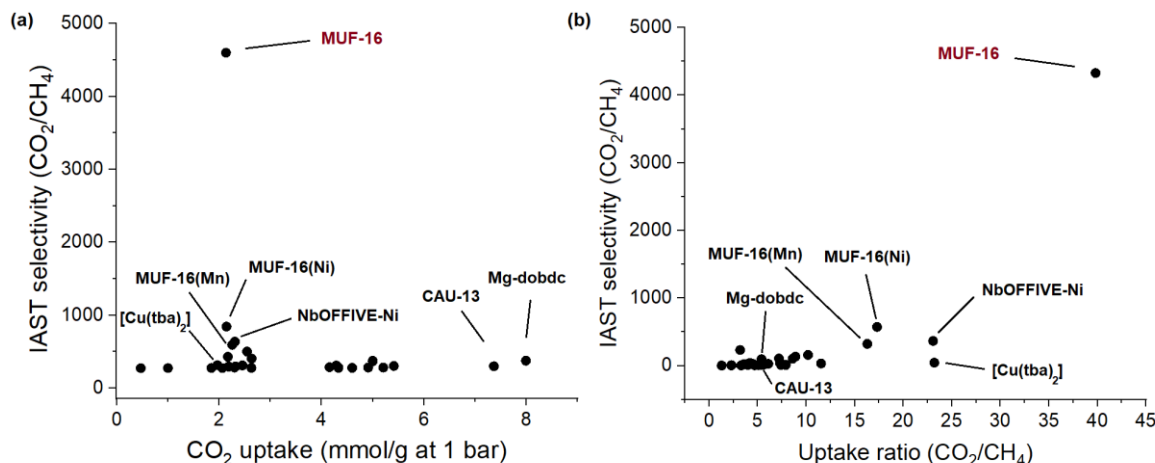 (a)
5000
4000
3000
2000
1000
0
IAST selectivity (CO₂/CH₄)
MUF-16
MUF-16(Ni)
MUF-16(Mn)
[Cu(tba)₂]
NbOFFIVE-Ni
CAU-13
Mg-dobdc
0 2 4 6 8
CO₂ uptake (mmol/g at 1 bar)
(b)
5000
4000
3000
2000
1000
0
IAST selectivity (CO₂/CH₄)
MUF-16
MUF-16(Mn)
MUF-16(Ni)
Mg-dobdc
NbOFFIVE-Ni
[Cu(tba)₂]
CAU-13
0 5 10 15 20 25 30 35 40 45
Uptake ratio (CO₂/CH₄)